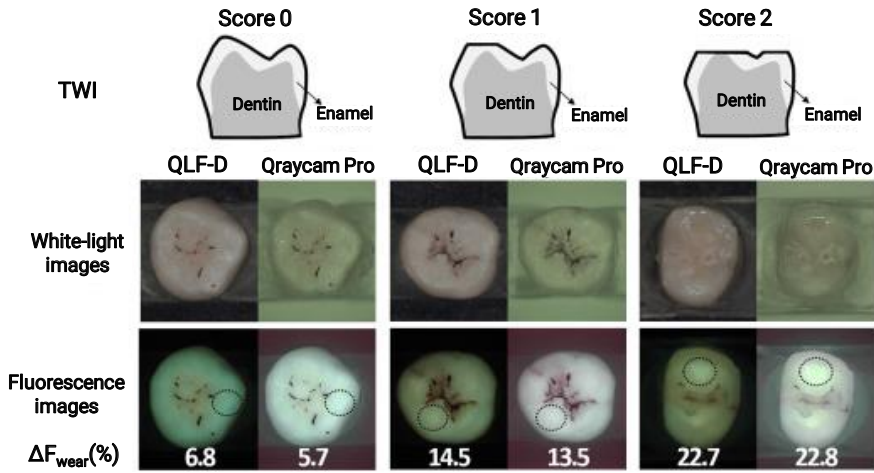 Score 0 Score 1 Score 2
TWI
Dentin Enamel Dentin Enamel Dentin Enamel
QLF-D Qraycam Pro QLF-D Qraycam Pro QLF-D Qraycam Pro
White-light
images
Fluorescence
images
ΔFwear(%) 6.8 5.7 14.5 13.5 22.7 22.8